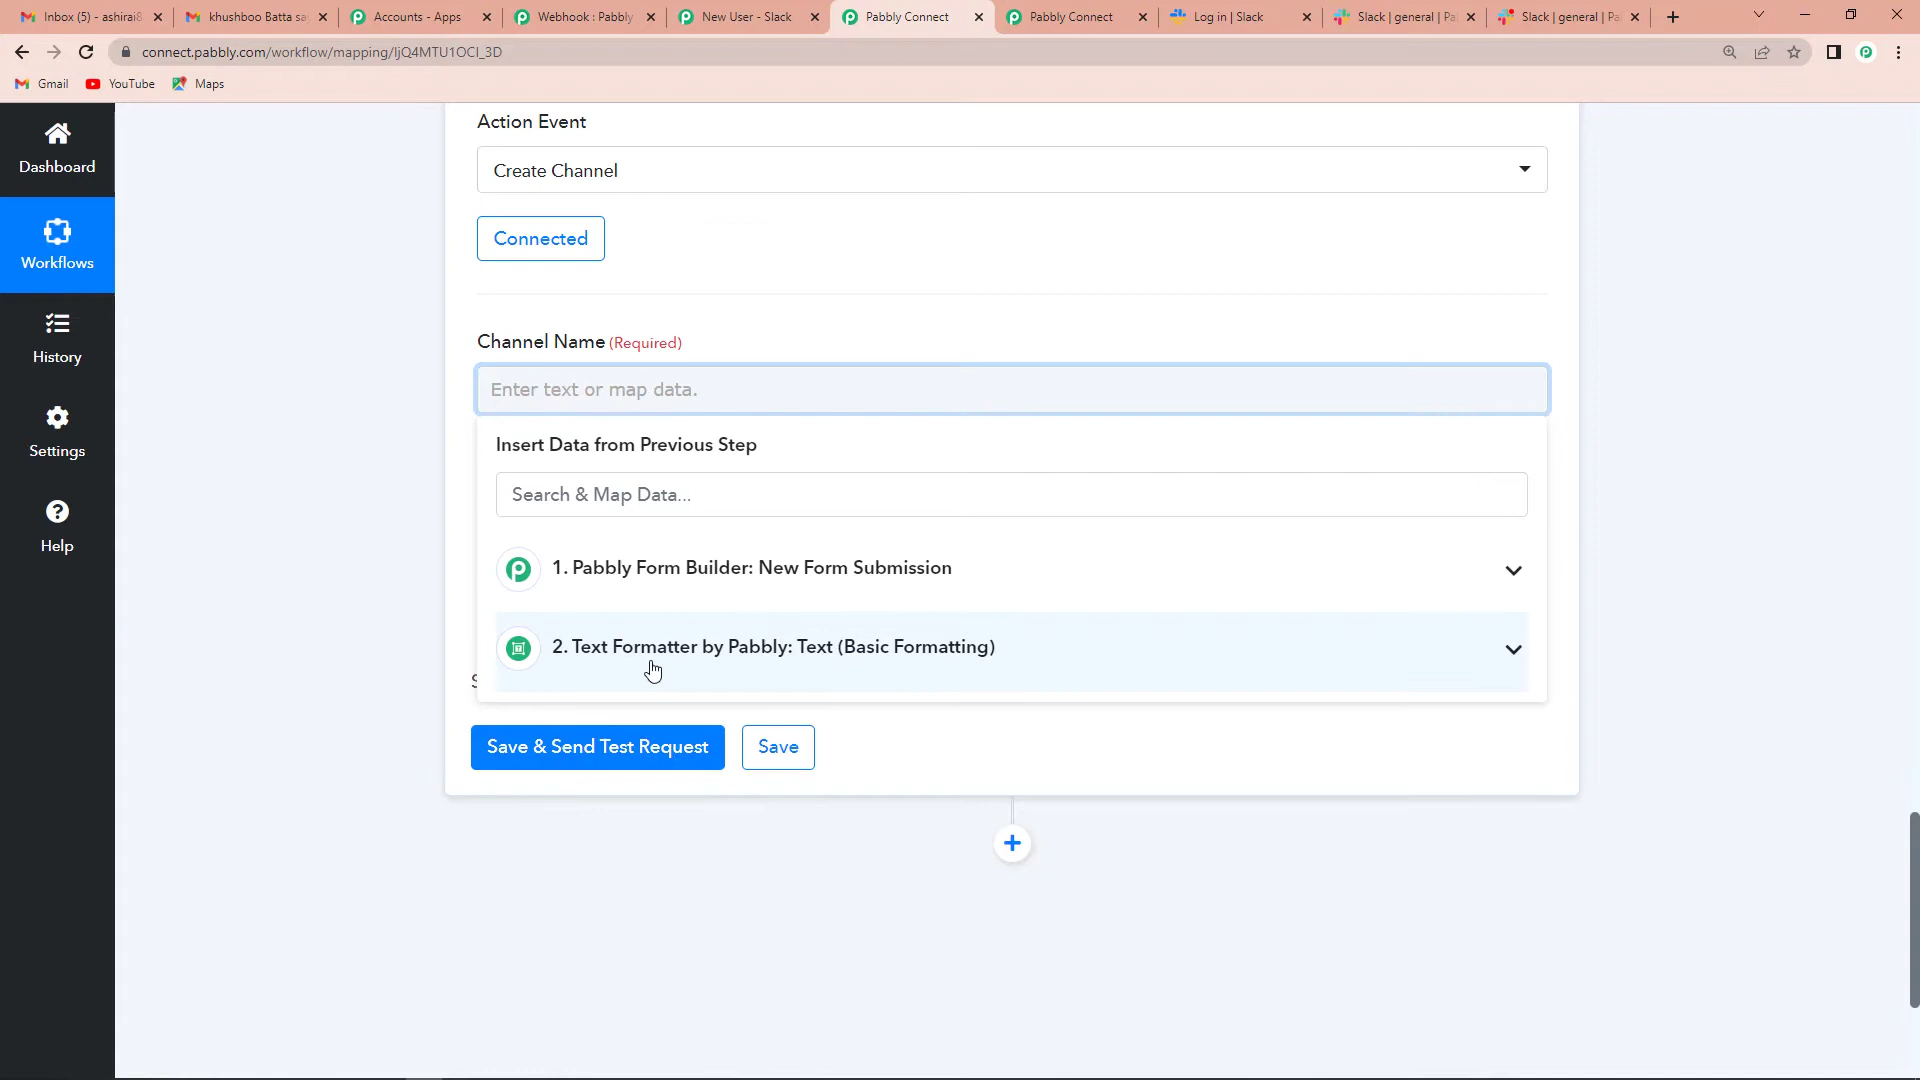 Inbox (5) - ashirai8
khushboo Batta say
Accounts - Apps
Webhook : Pabbly
New User - Slack
Pabbly Connect
Pabbly Connect
Log in | Slack
Slack | general | Pa
Slack | general | Pa
connect.pabbly.com/workflow/mapping/IjQ4MTU1OCI_3D
Gmail
YouTube
Maps
Dashboard
Workflows
History
Settings
Help
Action Event
Create Channel
Connected
Channel Name (Required)
Enter text or map data.
Insert Data from Previous Step
Search & Map Data...
1. Pabbly Form Builder: New Form Submission
2. Text Formatter by Pabbly: Text (Basic Formatting)
Save & Send Test Request
Save